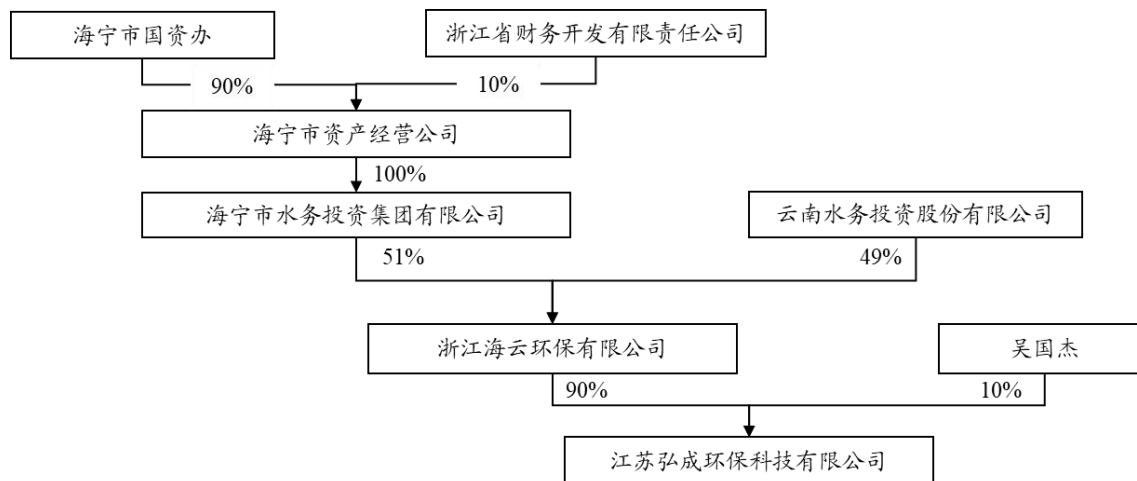 海宁市国资办
浙江省财务开发有限责任公司
90%
10%
海宁市资产经营公司
100%
海宁市水务投资集团有限公司
云南水务投资股份有限公司
51%
49%
浙江海云环保有限公司
吴国杰
90%
10%
江苏弘成环保科技有限公司